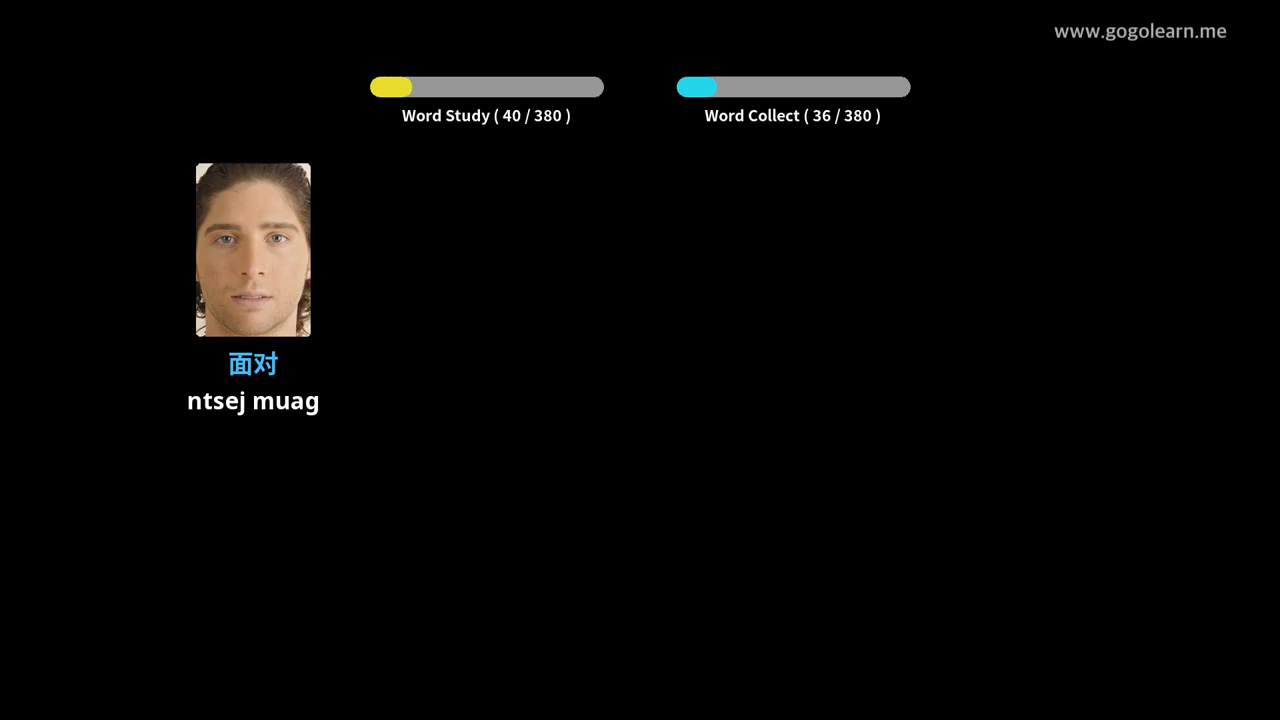 www.gogolearn.me
Word Study ( 40 / 380 )
Word Collect ( 36 / 380 )
面对
ntsej muag